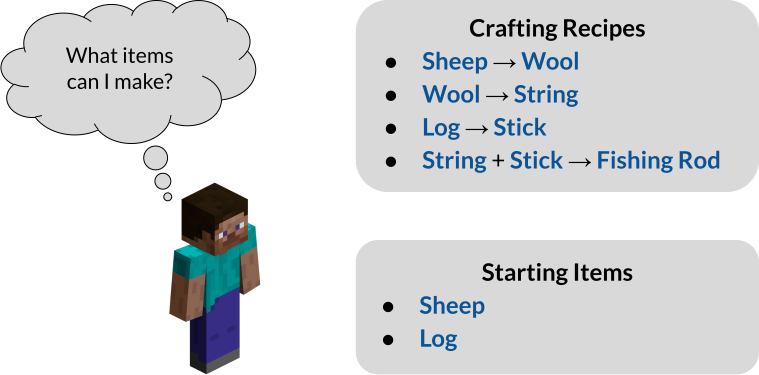 What items
can I make?
Crafting Recipes
● Sheep → Wool
● Wool → String
● Log → Stick
● String + Stick → Fishing Rod
Starting Items
● Sheep
● Log